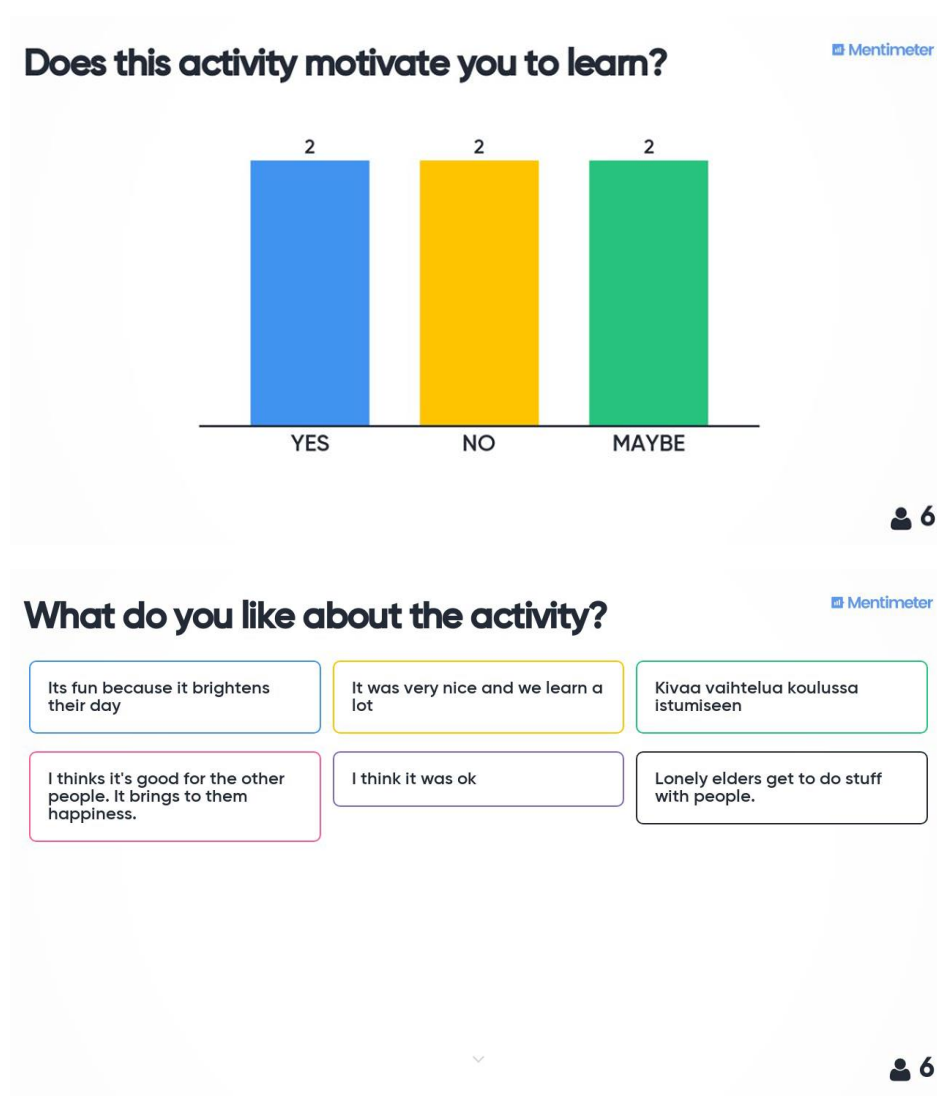 Does this activity motivate you to learn?
Mentimeter
2 2 2
YES NO MAYBE
6
What do you like about the activity?
Mentimeter
Its fun because it brightens
their day
It was very nice and we learn a
lot
Kivaa vaihtelua koulussa
istumiseen
I thinks it's good for the other
people. It brings to them
happiness.
I think it was ok
Lonely elders get to do stuff
with people.
6